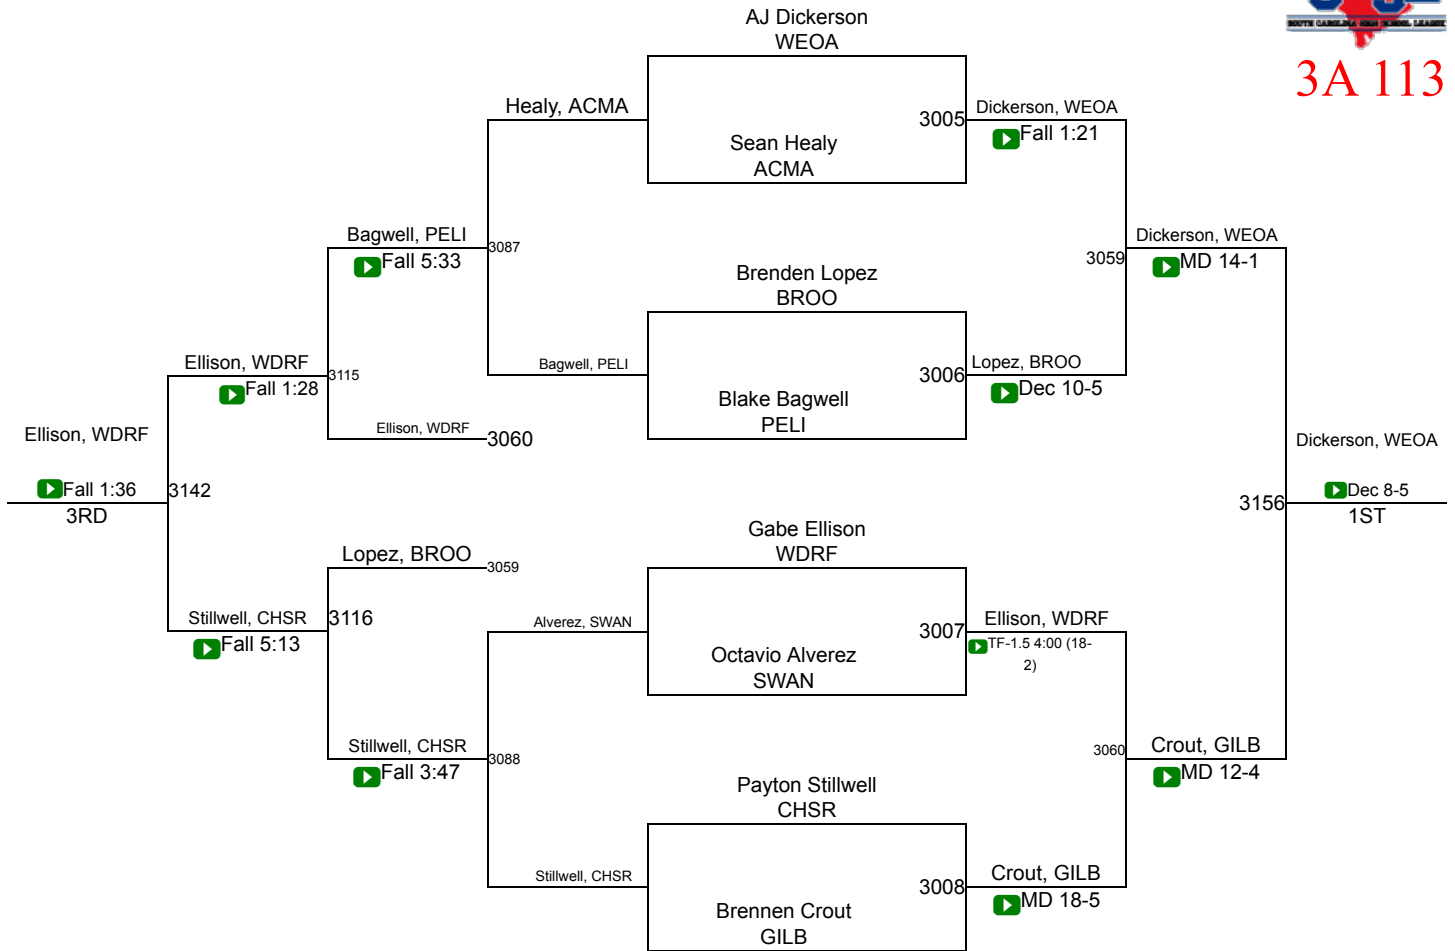 AJ Dickerson
WEOA
SOUTH CAROLINA HIGH SCHOOL LEAGUE
3A 113
Healy, ACMA
3005
Dickerson, WEOA
Fall 1:21
Sean Healy
ACMA
Bagwell, PELI
3087
Fall 5:33
Dickerson, WEOA
3059
MD 14-1
Brenden Lopez
BROO
Ellison, WDRF
3115
Fall 1:28
Bagwell, PELI
3006
Lopez, BROO
Dec 10-5
Blake Bagwell
PELI
Ellison, WDRF
Ellison, WDRF
3060
Dickerson, WEOA
Fall 1:36
3142
3RD
3156
Dec 8-5
1ST
Gabe Ellison
WDRF
Lopez, BROO
3059
Stillwell, CHSR
3116
Fall 5:13
Alverez, SWAN
3007
Ellison, WDRF
TF-1.5 4:00 (18-
2)
Octavio Alverez
SWAN
Stillwell, CHSR
3088
Fall 3:47
3060
Crout, GILB
MD 12-4
Payton Stillwell
CHSR
Stillwell, CHSR
3008
Crout, GILB
MD 18-5
Brennen Crout
GILB